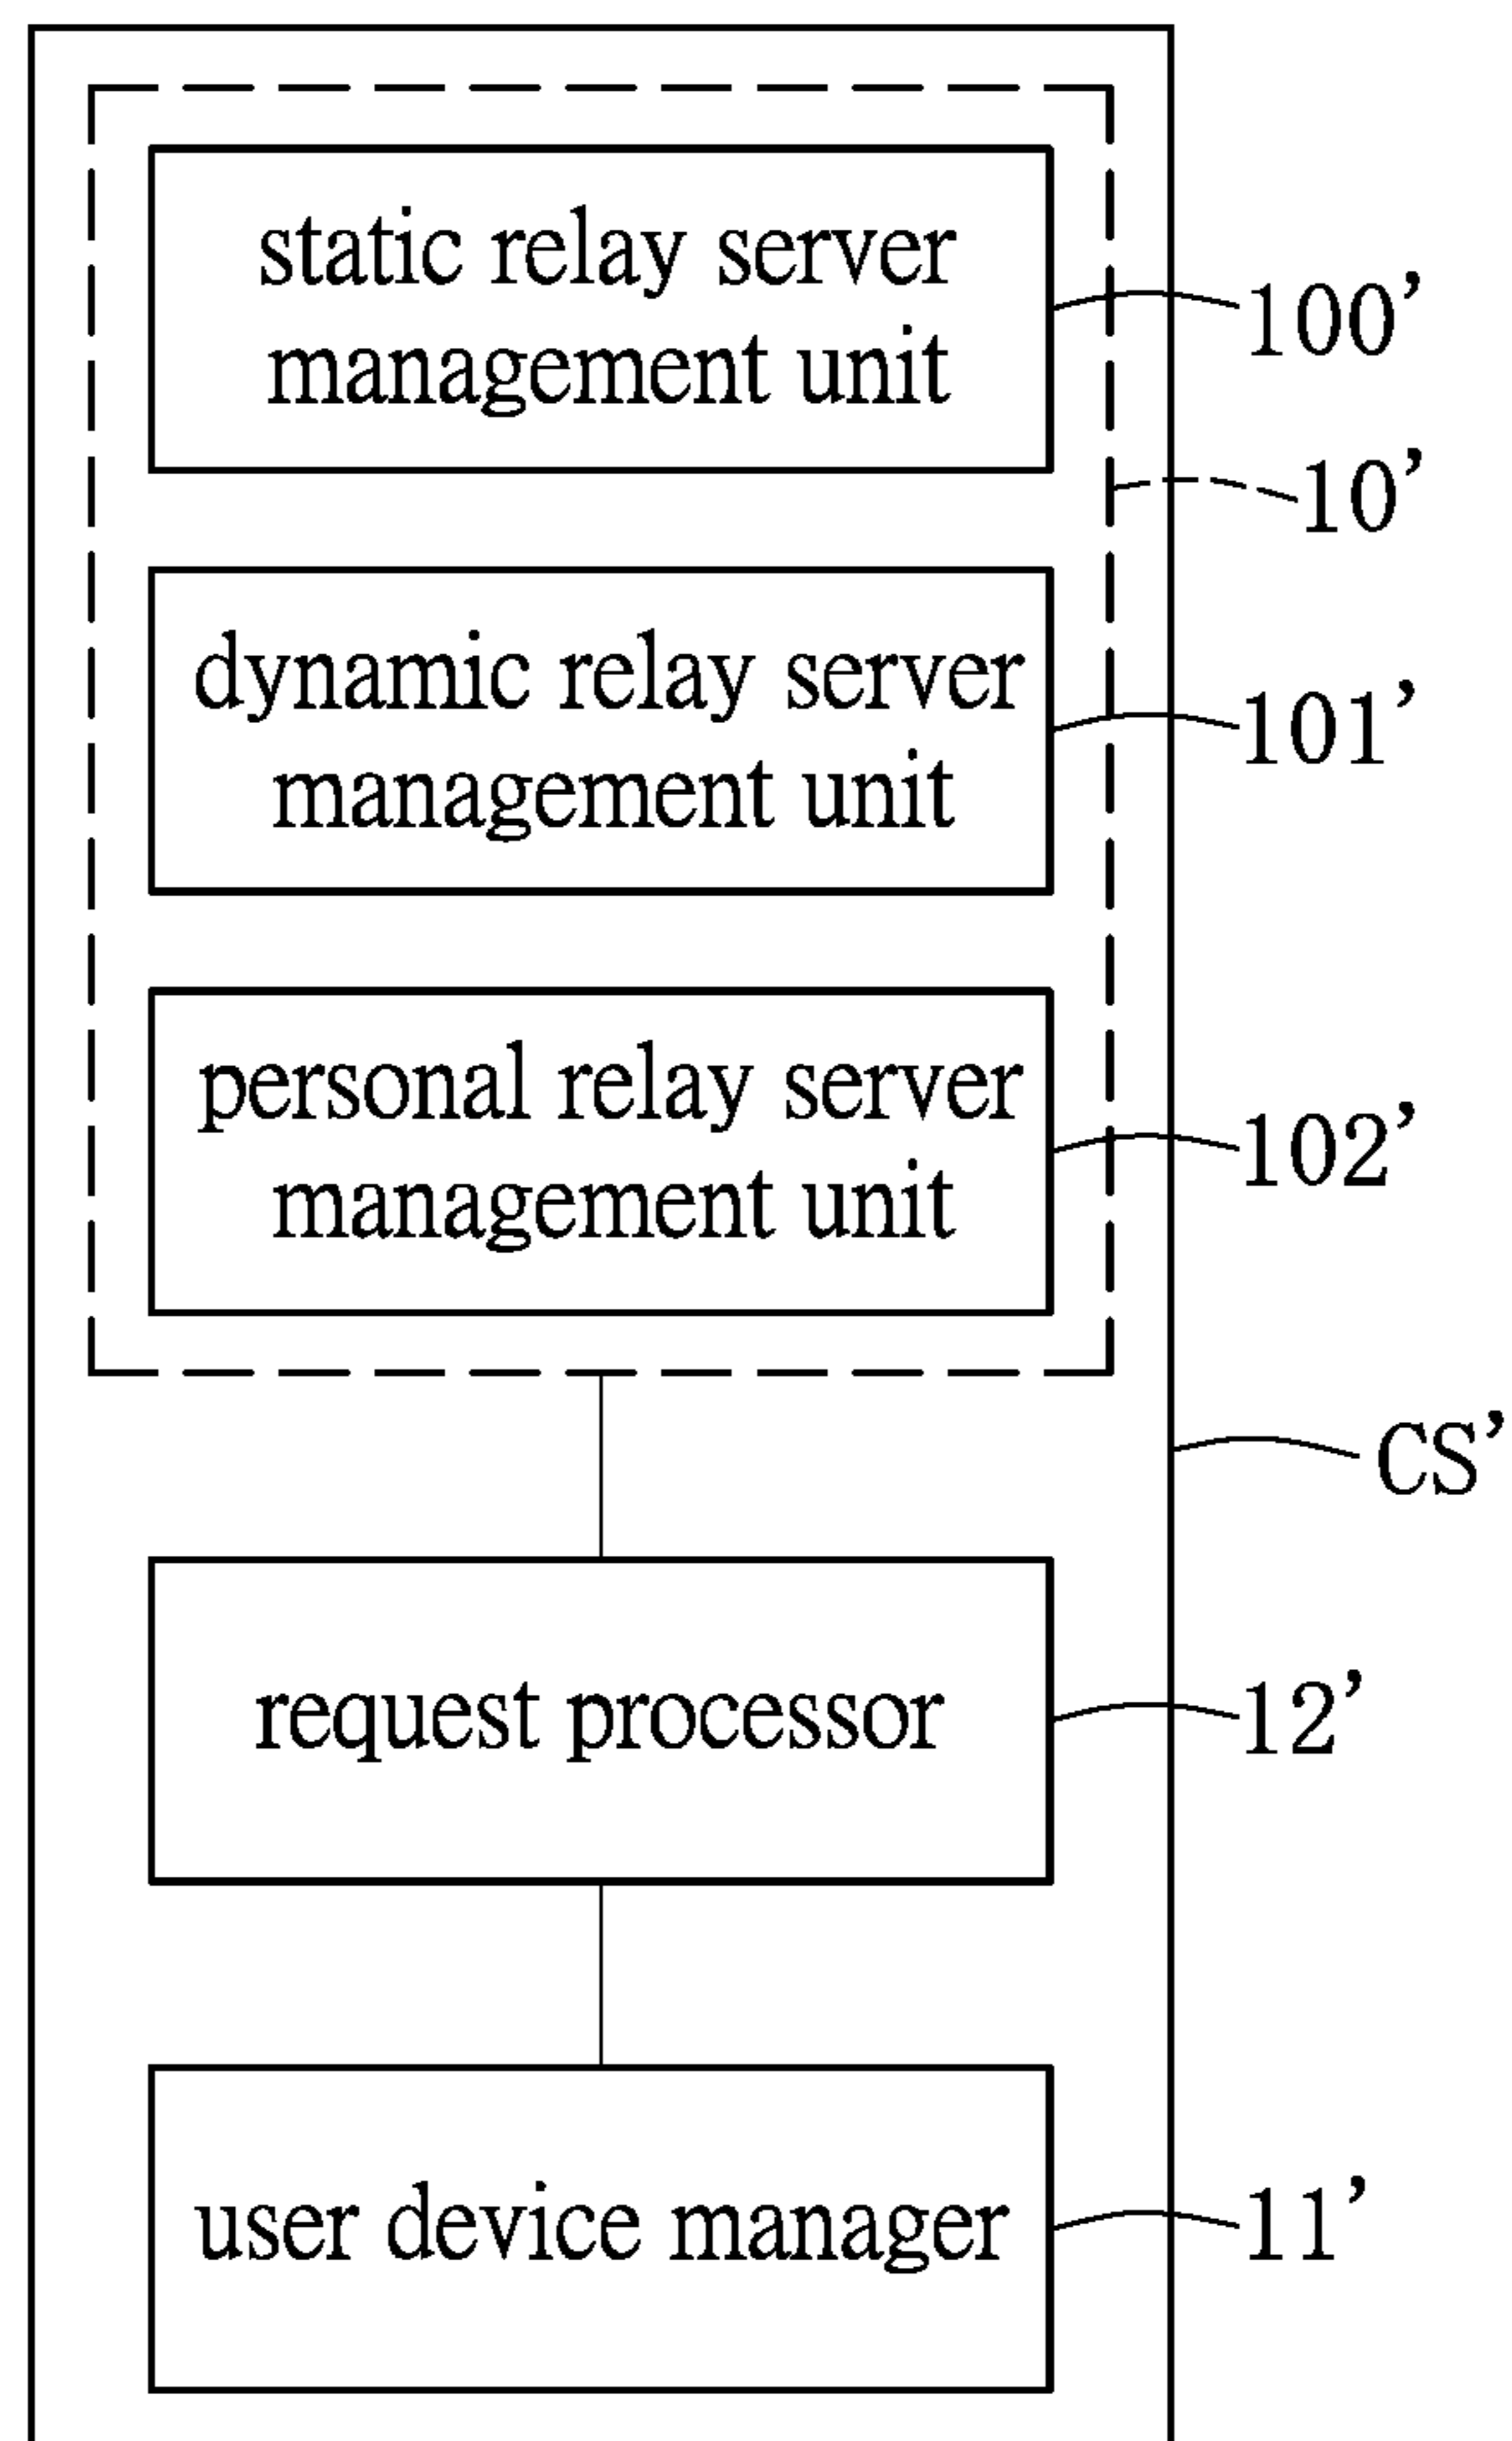 static relay server
management unit
100'
10'
dynamic relay server
management unit
101'
personal relay server
management unit
102'
CS'
request processor
12'
user device manager
11'